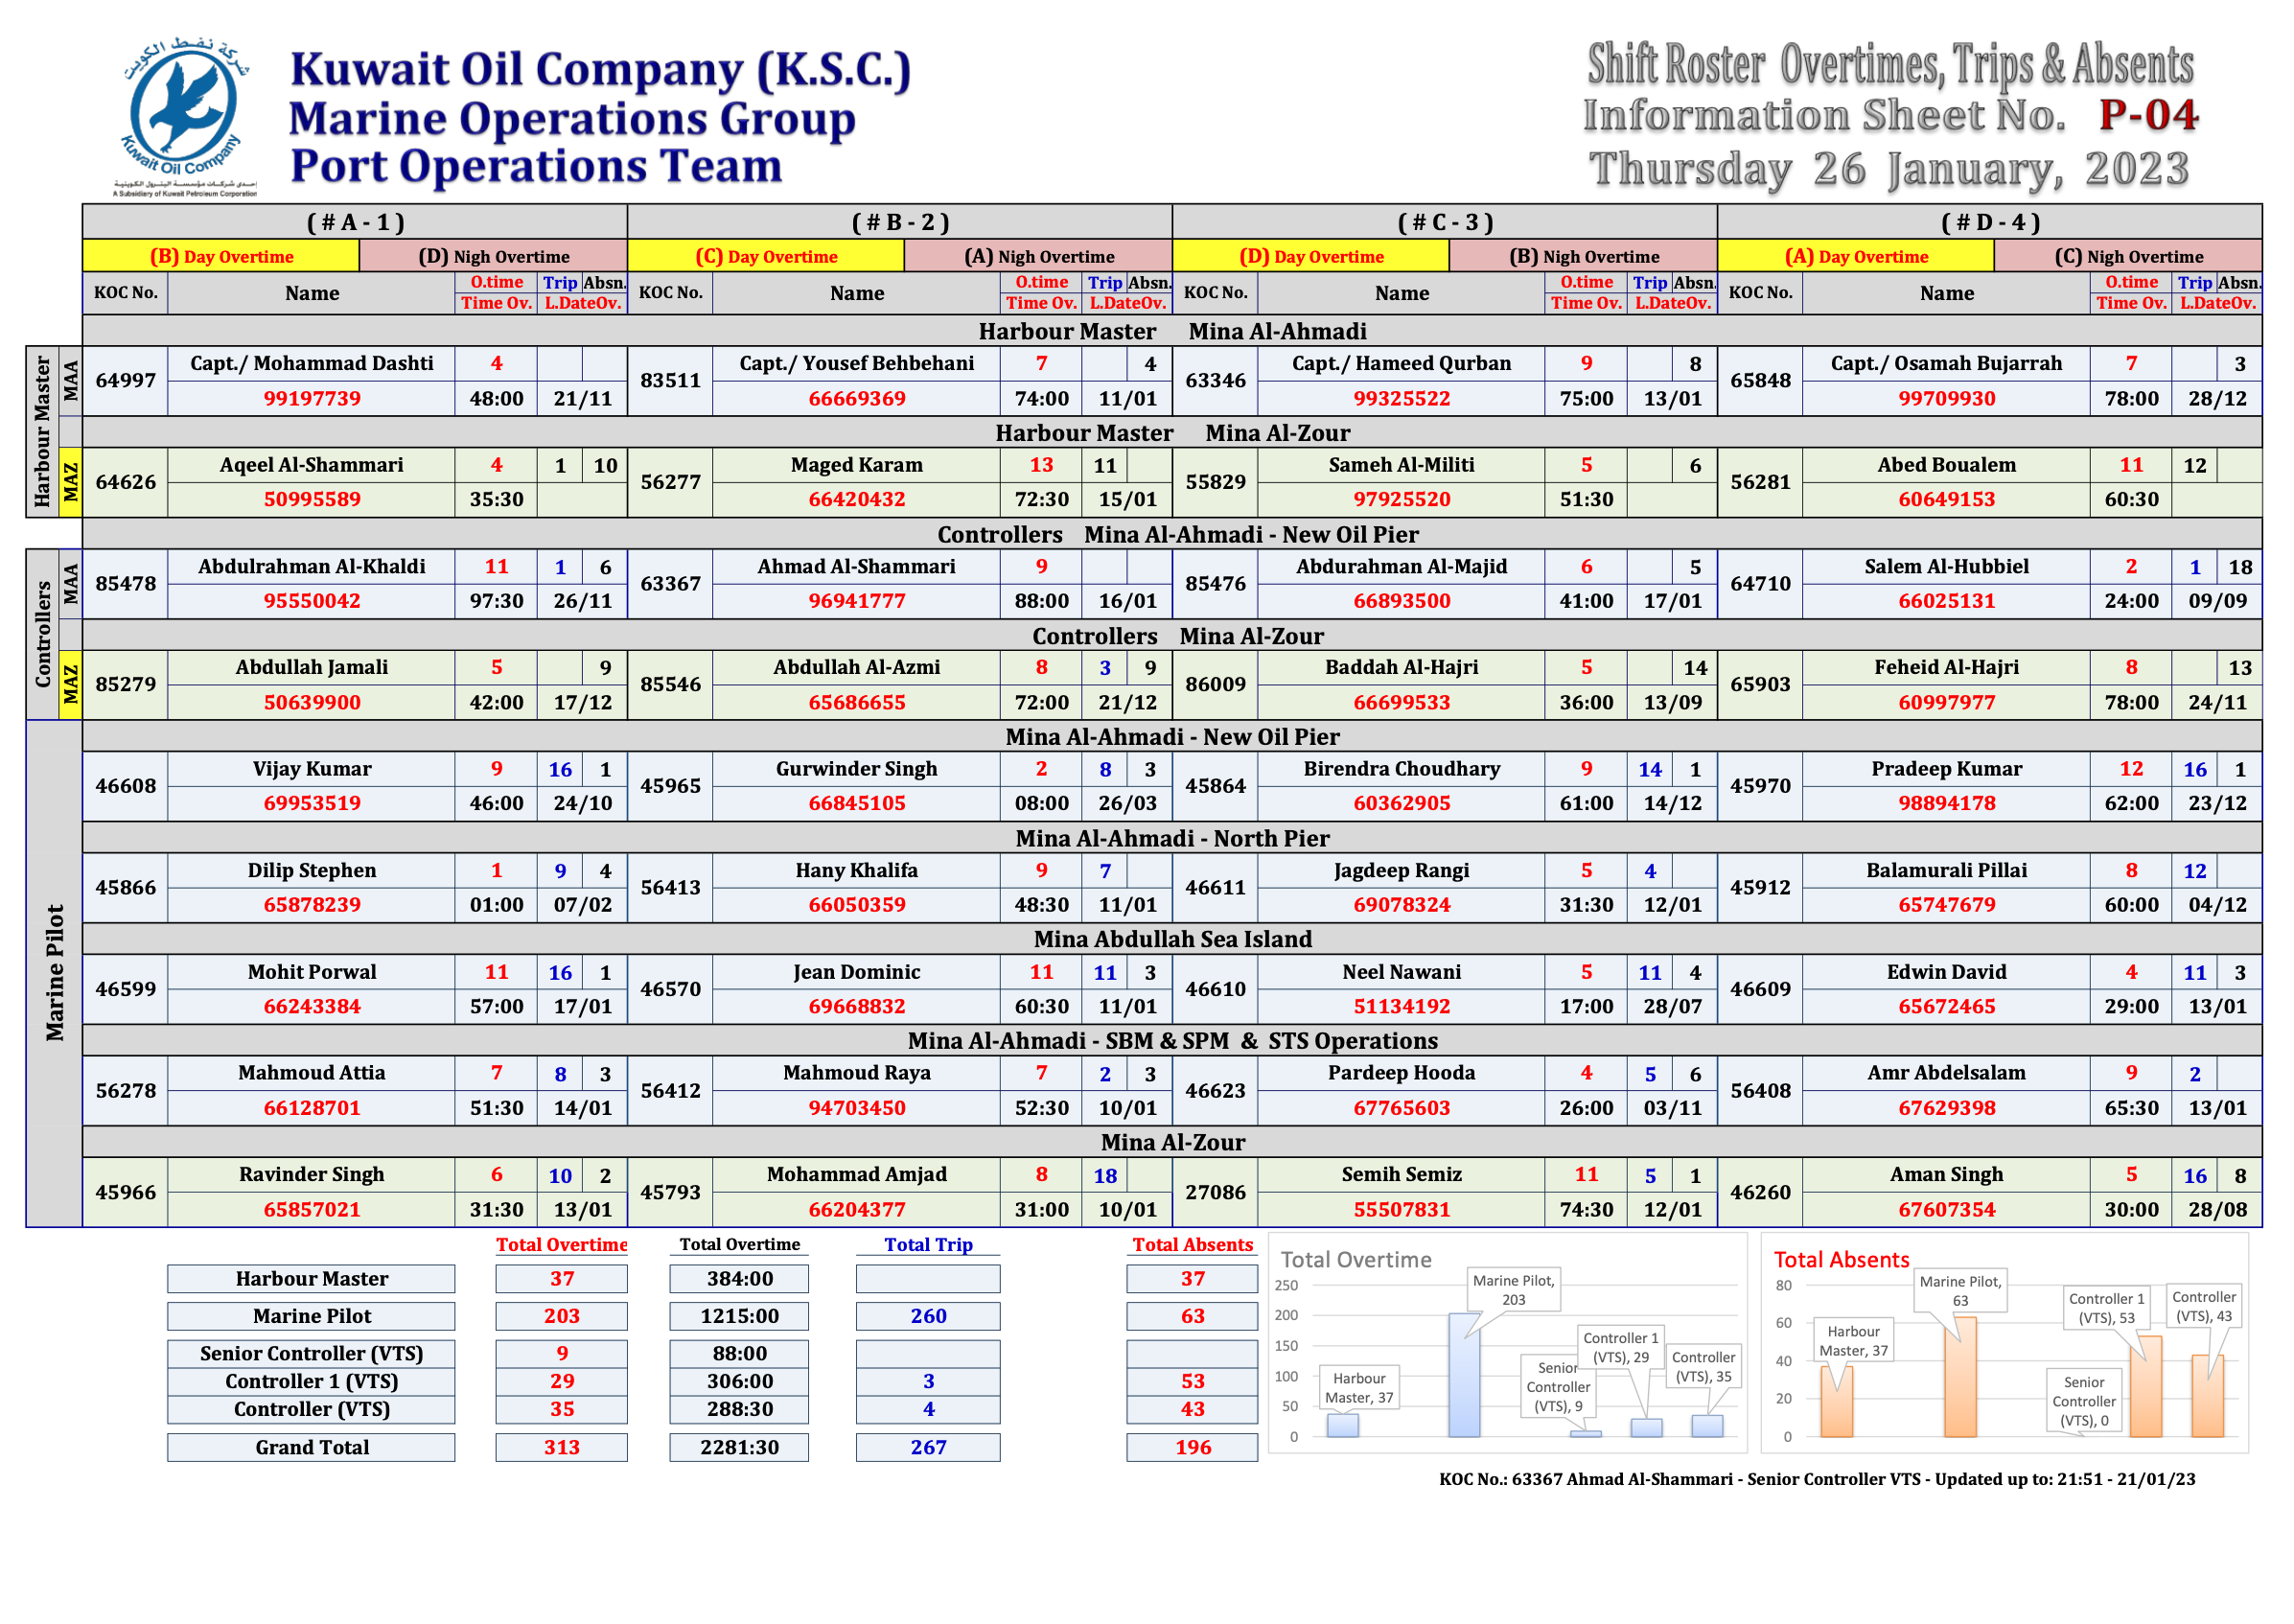 شركة نفط الكويت
Kuwait Oil Company
إحدى شركات مؤسسة البترول الكويتية
A Subsidiary of Kuwait Petroleum Corporation
Kuwait Oil Company (K.S.C.)
Marine Operations Group
Port Operations Team
Shift Roster Overtimes, Trips & Absents
Information Sheet No. P-04
Thursday 26 January, 2023
( # A - 1 ) ( # B - 2 ) ( # C - 3 ) ( # D - 4 )
(B) Day Overtime (D) Nigh Overtime (C) Day Overtime (A) Nigh Overtime (D) Day Overtime (B) Nigh Overtime (A) Day Overtime (C) Nigh Overtime
KOC No. Name O.time Trip Absn. KOC No. Name O.time Trip Absn. KOC No. Name O.time Trip Absn. KOC No. Name O.time Trip Absn.
Time Ov. L.DateOv. Time Ov. L.DateOv. Time Ov. L.DateOv. Time Ov. L.DateOv.
Harbour Master Mina Al-Ahmadi
Harbour Master
MAA
64997 Capt./ Mohammad Dashti 4 83511 Capt./ Yousef Behbehani 7 4 63346 Capt./ Hameed Qurban 9 8 65848 Capt./ Osamah Bujarrah 7 3
99197739 48:00 21/11 66669369 74:00 11/01 99325522 75:00 13/01 99709930 78:00 28/12
Harbour Master Mina Al-Zour
MAZ
64626 Aqeel Al-Shammari 4 1 10 56277 Maged Karam 13 11 55829 Sameh Al-Militi 5 6 56281 Abed Boualem 11 12
50995589 35:30 66420432 72:30 15/01 97925520 51:30 60649153 60:30
Controllers Mina Al-Ahmadi - New Oil Pier
Controllers
MAA
85478 Abdulrahman Al-Khaldi 11 1 6 63367 Ahmad Al-Shammari 9 85476 Abdurahman Al-Majid 6 5 64710 Salem Al-Hubbiel 2 1 18
95550042 97:30 26/11 96941777 88:00 16/01 66893500 41:00 17/01 66025131 24:00 09/09
Controllers Mina Al-Zour
MAZ
85279 Abdullah Jamali 5 9 85546 Abdullah Al-Azmi 8 3 9 86009 Baddah Al-Hajri 5 14 65903 Feheid Al-Hajri 8 13
50639900 42:00 17/12 65686655 72:00 21/12 66699533 36:00 13/09 60997977 78:00 24/11
Marine Pilot
Mina Al-Ahmadi - New Oil Pier
46608 Vijay Kumar 9 16 1 45965 Gurwinder Singh 2 8 3 45864 Birendra Choudhary 9 14 1 45970 Pradeep Kumar 12 16 1
69953519 46:00 24/10 66845105 08:00 26/03 60362905 61:00 14/12 98894178 62:00 23/12
Mina Al-Ahmadi - North Pier
45866 Dilip Stephen 1 9 4 56413 Hany Khalifa 9 7 46611 Jagdeep Rangi 5 4 45912 Balamurali Pillai 8 12
65878239 01:00 07/02 66050359 48:30 11/01 69078324 31:30 12/01 65747679 60:00 04/12
Mina Abdullah Sea Island
46599 Mohit Porwal 11 16 1 46570 Jean Dominic 11 11 3 46610 Neel Nawani 5 11 4 46609 Edwin David 4 11 3
66243384 57:00 17/01 69668832 60:30 11/01 51134192 17:00 28/07 65672465 29:00 13/01
Mina Al-Ahmadi - SBM & SPM & STS Operations
56278 Mahmoud Attia 7 8 3 56412 Mahmoud Raya 7 2 3 46623 Pardeep Hooda 4 5 6 56408 Amr Abdelsalam 9 2
66128701 51:30 14/01 94703450 52:30 10/01 67765603 26:00 03/11 67629398 65:30 13/01
Mina Al-Zour
45966 Ravinder Singh 6 10 2 45793 Mohammad Amjad 8 18 27086 Semih Semiz 11 5 1 46260 Aman Singh 5 16 8
65857021 31:30 13/01 66204377 31:00 10/01 55507831 74:30 12/01 67607354 30:00 28/08
Total Overtime Total Overtime Total Trip Total Absents
Harbour Master 37 384:00 37
Marine Pilot 203 1215:00 260 63
Senior Controller (VTS) 9 88:00
Controller 1 (VTS) 29 306:00 3 53
Controller (VTS) 35 288:30 4 43
Grand Total 313 2281:30 267 196
Total Overtime
250
200
150
100
50
0
Harbour Master, 37
Marine Pilot, 203
Senior Controller (VTS), 9
Controller 1 (VTS), 29
Controller (VTS), 35
Total Absents
80
60
40
20
0
Harbour Master, 37
Marine Pilot, 63
Senior Controller (VTS), 0
Controller 1 (VTS), 53
Controller (VTS), 43
KOC No.: 63367 Ahmad Al-Shammari - Senior Controller VTS - Updated up to: 21:51 - 21/01/23